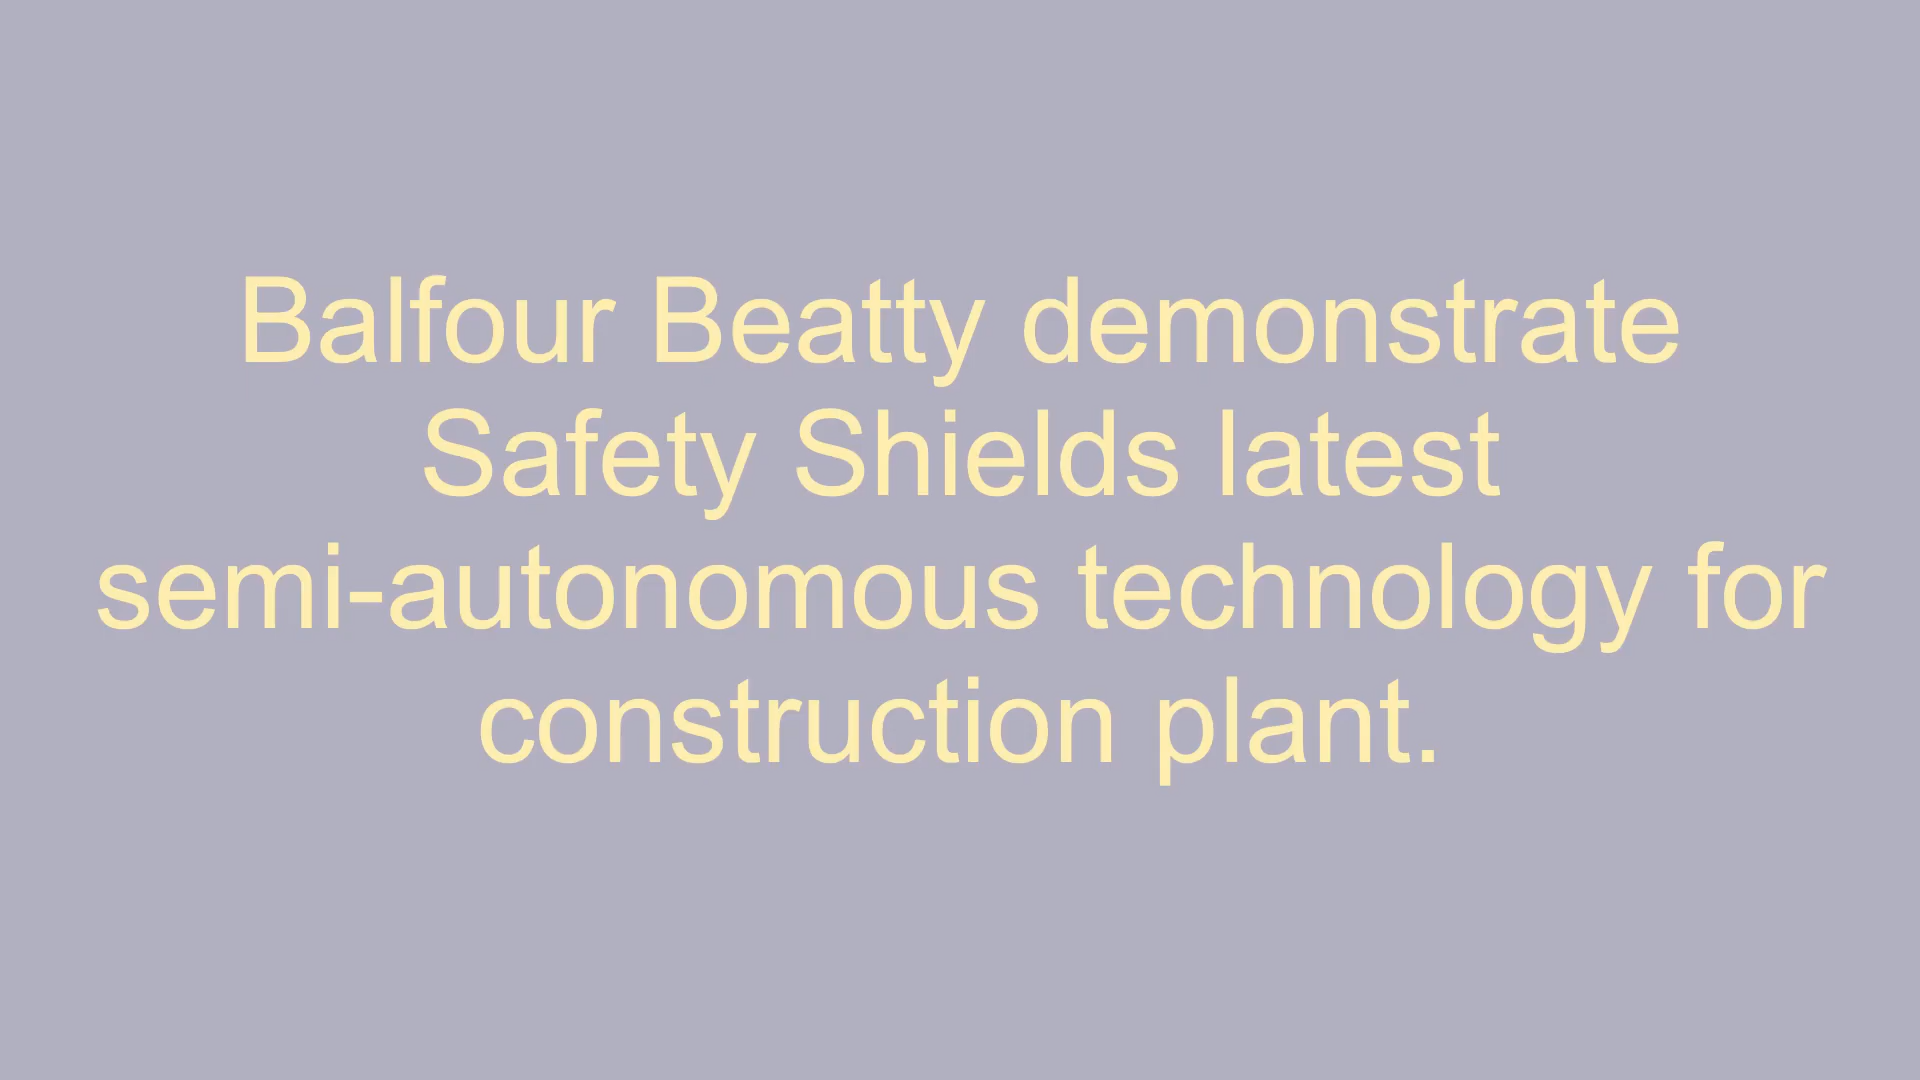 Balfour Beatty demonstrate
Safety Shields latest
semi-autonomous technology for
construction plant.